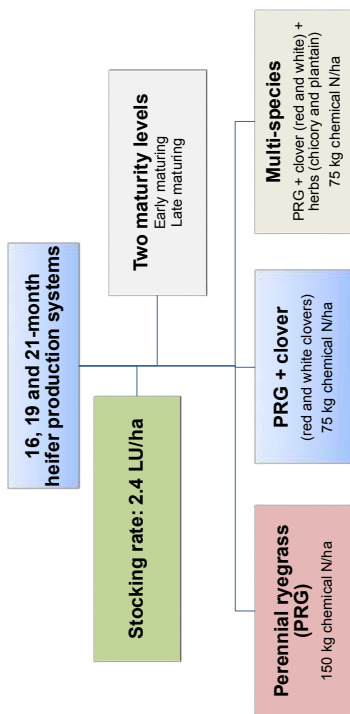 16, 19 and 21-month
heifer production systems
Stocking rate: 2.4 LU/ha
Two maturity levels
Early maturing
Late maturing
Perennial ryegrass
(PRG)
150 kg chemical N/ha
PRG + clover
(red and white clovers)
75 kg chemical N/ha
Multi-species
PRG + clover (red and white) +
herbs (chicory and plantain)
75 kg chemical N/ha